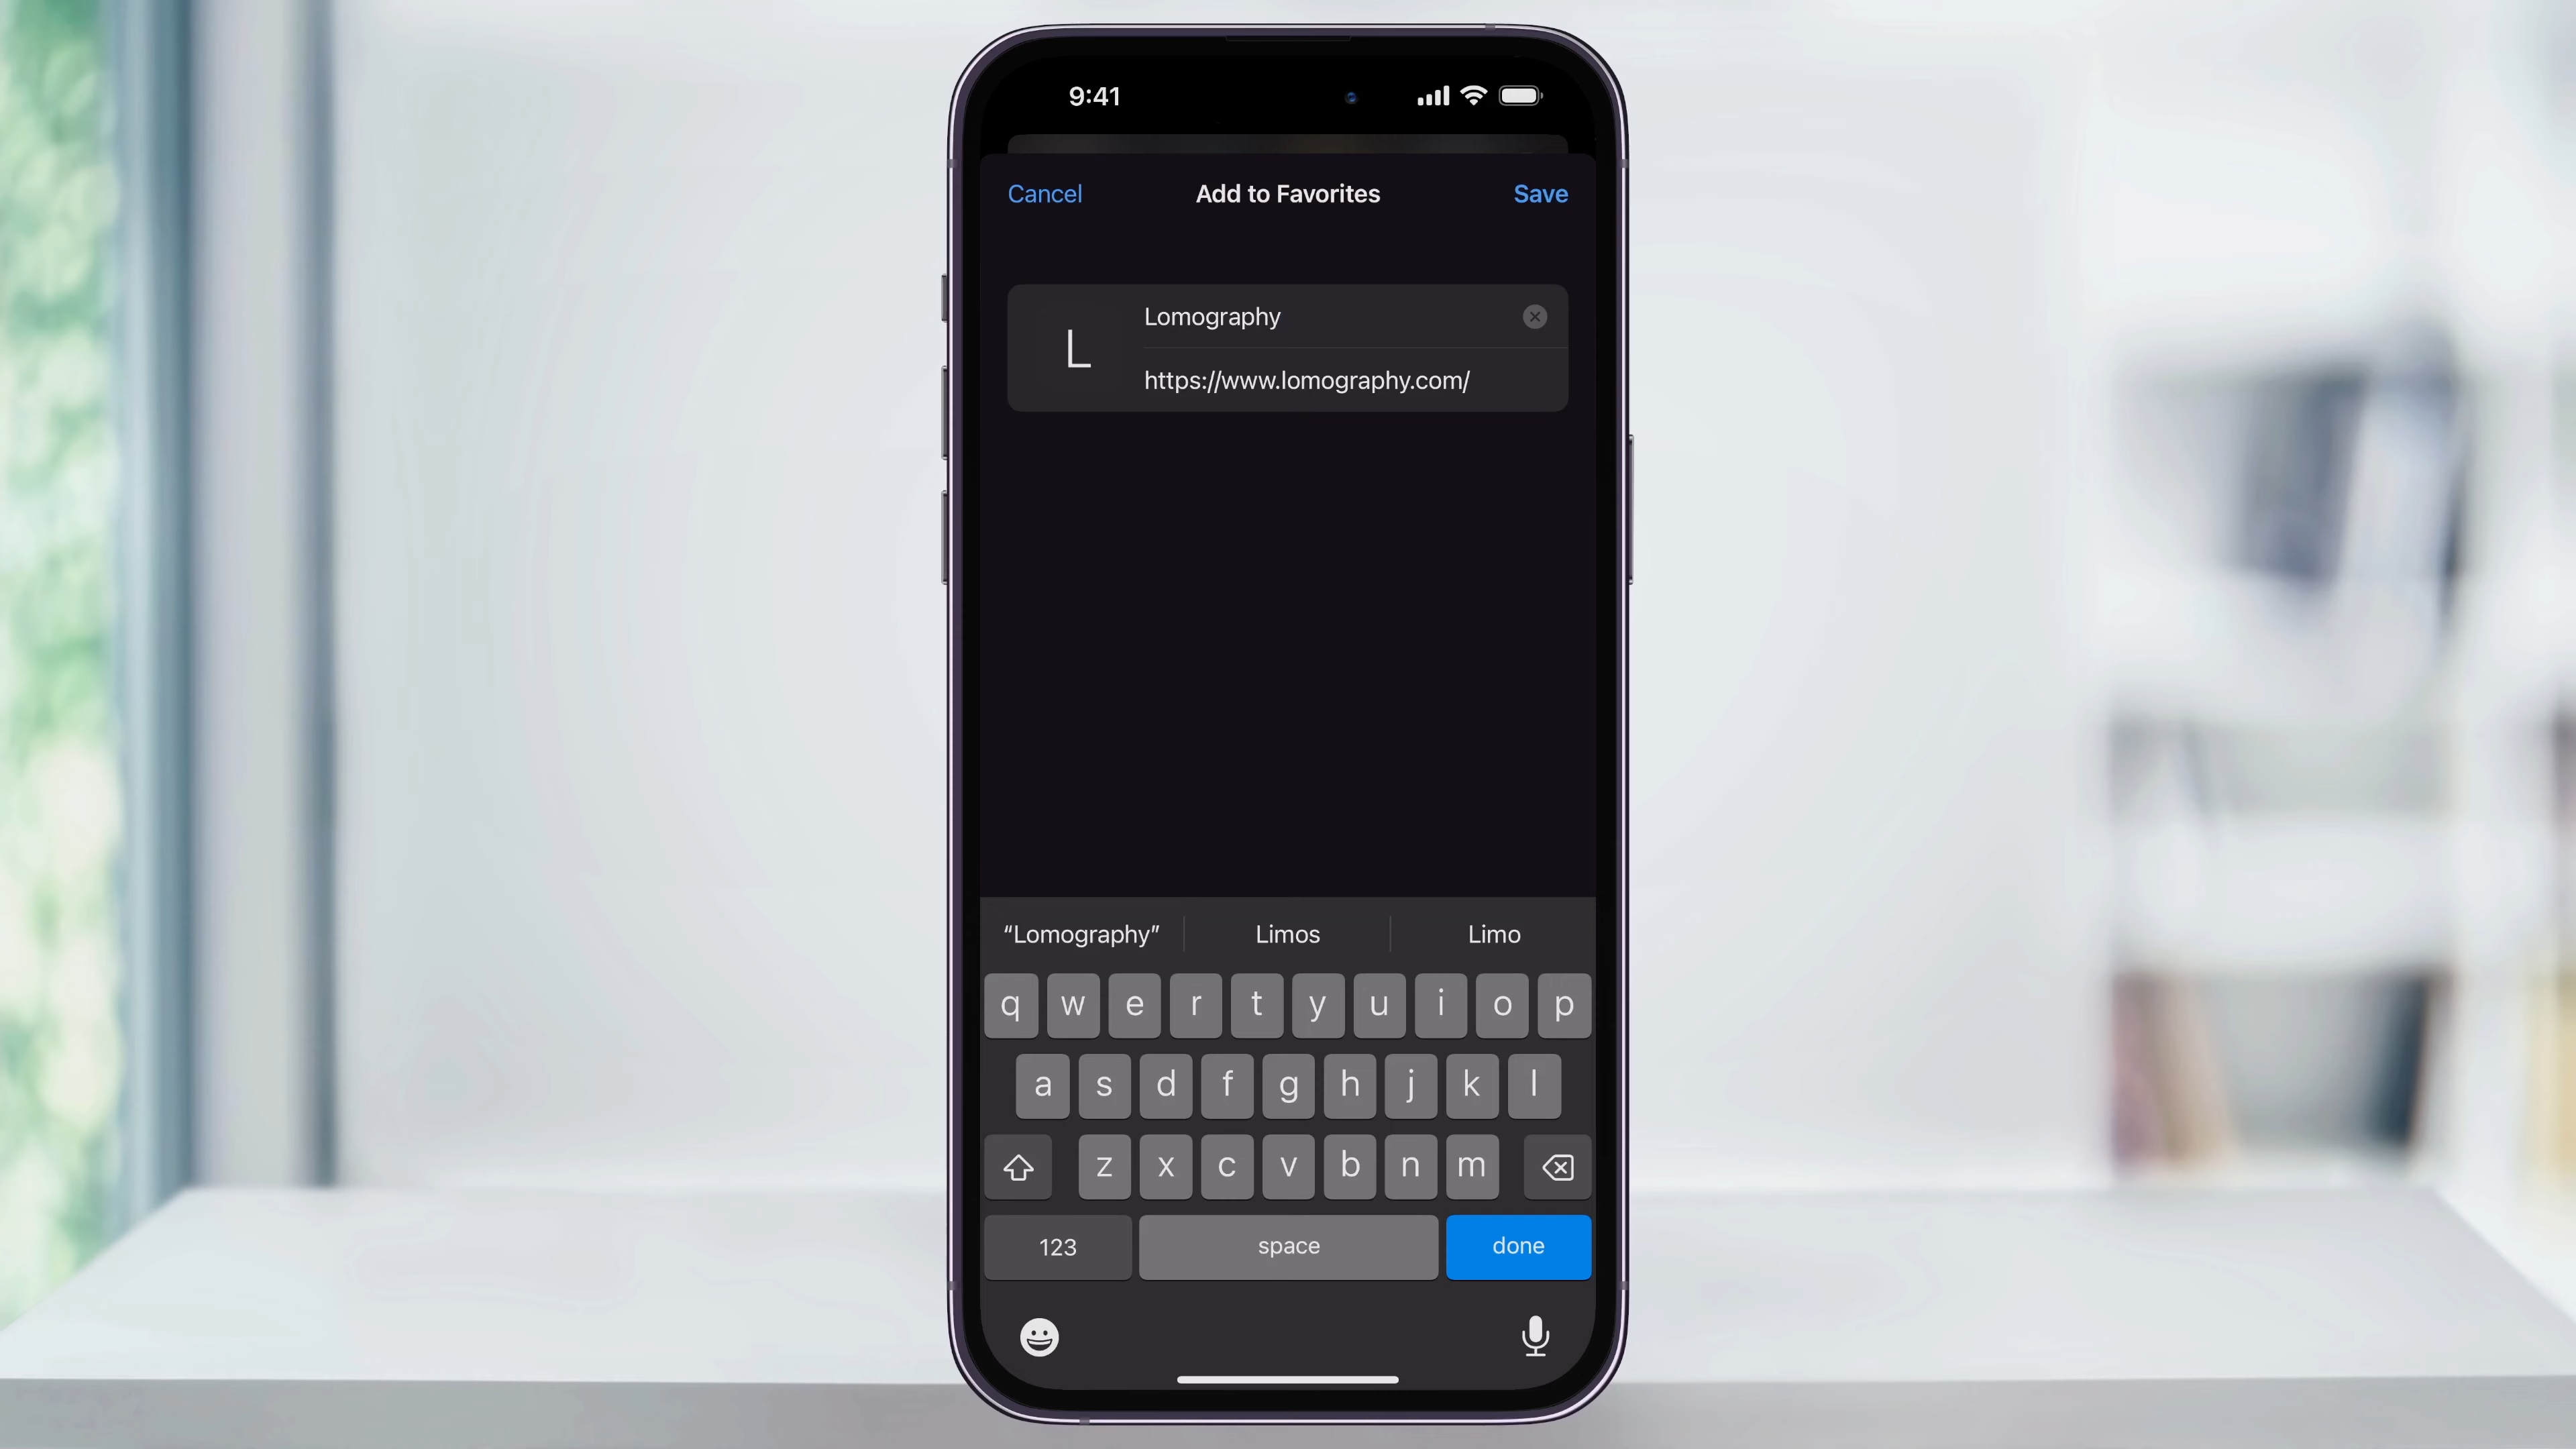 9:41
Cancel Add to Favorites Save
Lomography
L
https://www.lomography.com/
“Lomography” Limos Limo
q w e r t y u i o p
a s d f g h j k l
z x c v b n m
123 space done